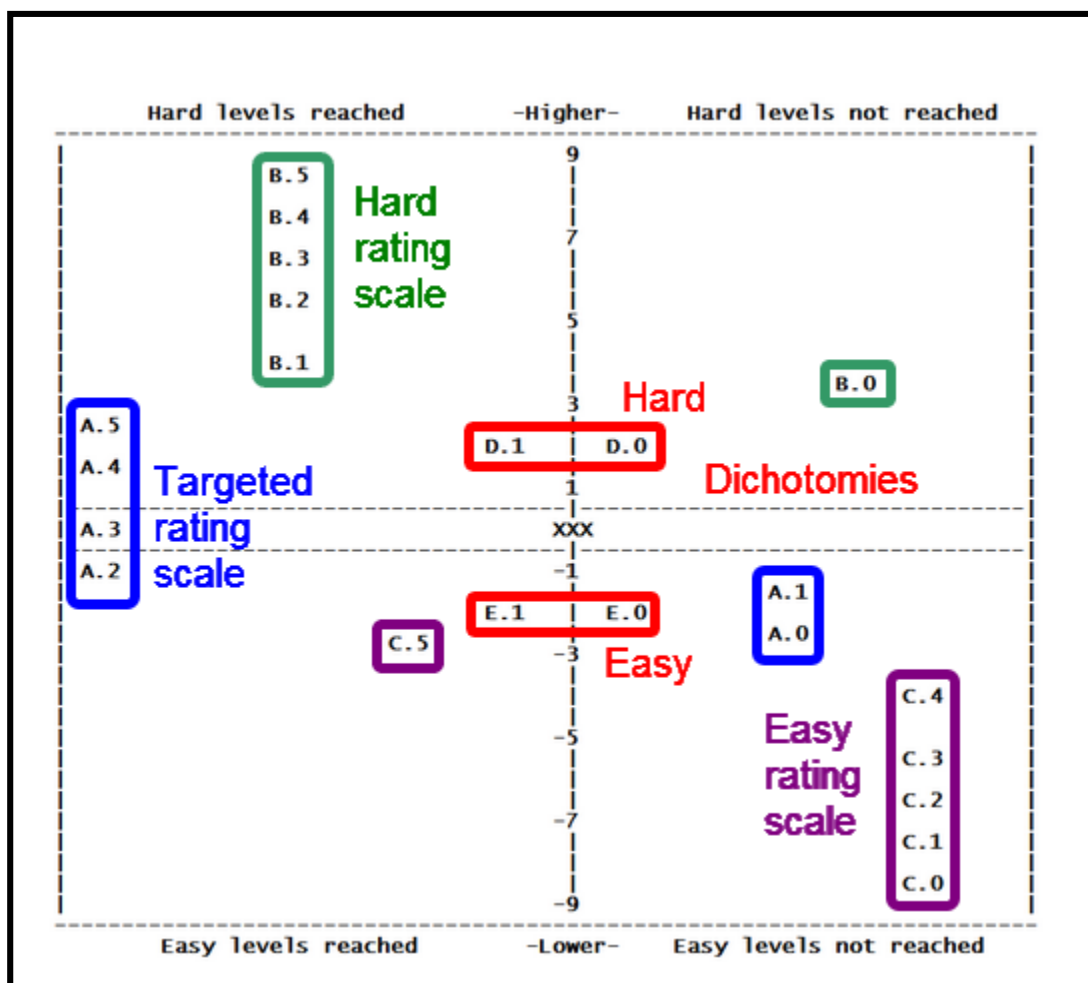 Hard levels reached -Higher- Hard levels not reached
9
B.5
Hard
B.4
7
rating
B.3
scale
B.2
5
B.1
B.0
3
Hard
A.5
D.1 D.0
A.4
Targeted
1
Dichotomies
A.3
rating
XXX
A.2
scale
-1
A.1
E.1 E.0
A.0
C.5
-3
Easy
C.4
Easy
-5
C.3
rating
C.2
scale
-7
C.1
C.0
-9
Easy levels reached -Lower- Easy levels not reached